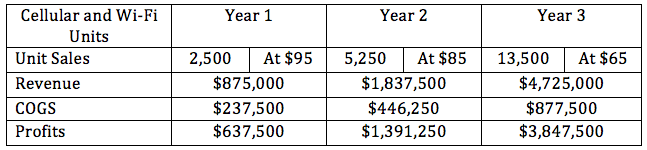 Cellular and Wi-Fi Units Year 1 Year 2 Year 3
Unit Sales 2,500 At $95 5,250 At $85 13,500 At $65
Revenue $875,000 $1,837,500 $4,725,000
COGS $237,500 $446,250 $877,500
Profits $637,500 $1,391,250 $3,847,500